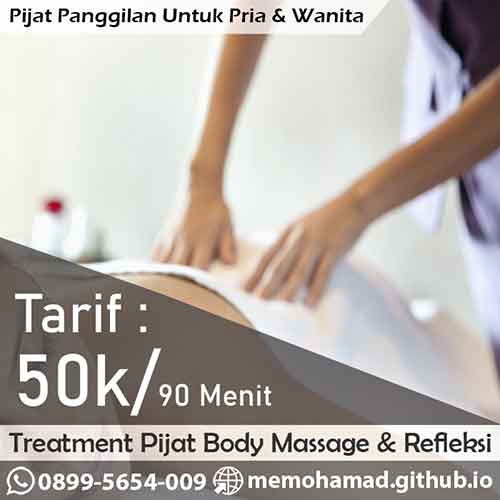 Pijat Panggilan Untuk Pria & Wanita
Tarif :
50k/90 Menit
Treatment Pijat Body Massage & Refleksi
0899-5654-009 memohamad.github.io